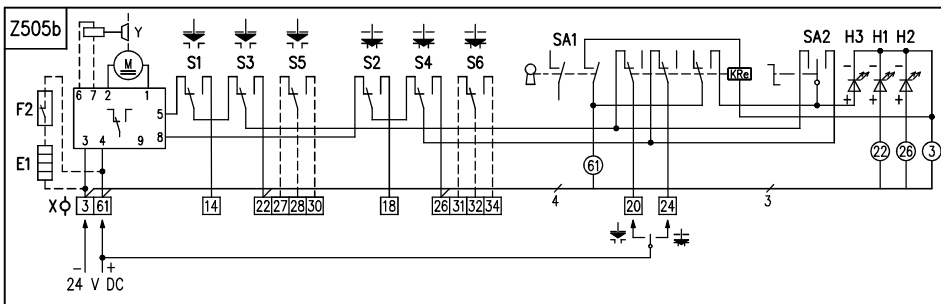 Z505b
Y
M
6 7 2 1
5
8
3 4 9
F2
E1
S1 S3 S5 S2 S4 S6
SA1
KRe
SA2 H3 H1 H2
− − −
+ + +
61
22 26 3
X
3 61 14 22 27 28 30 18 26 31 32 34
4
20 24
3
− +
24 V DC